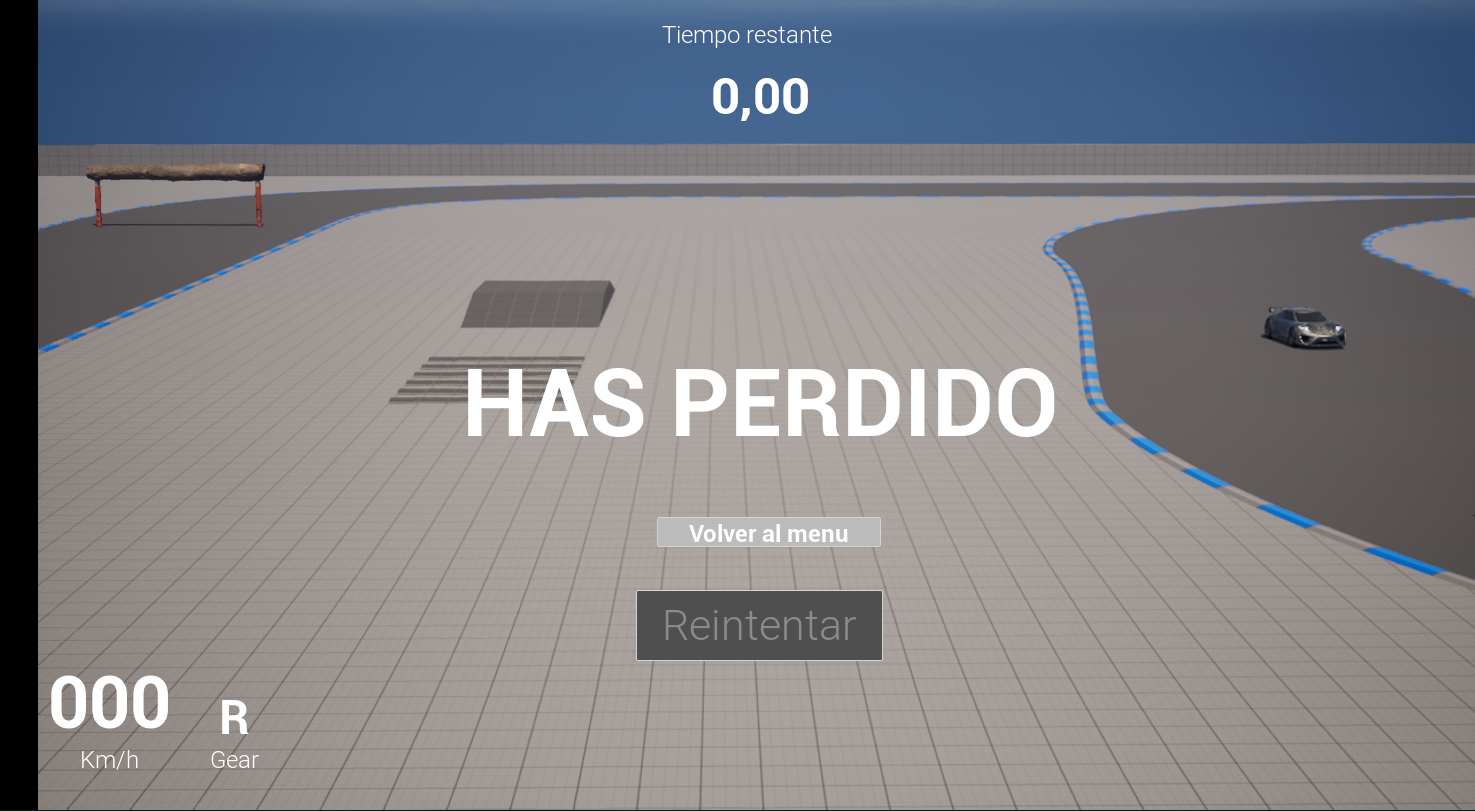 Tiempo restante
0,00
HAS PERDIDO
Volver al menu
Reintentar
000
R
Km/h
Gear